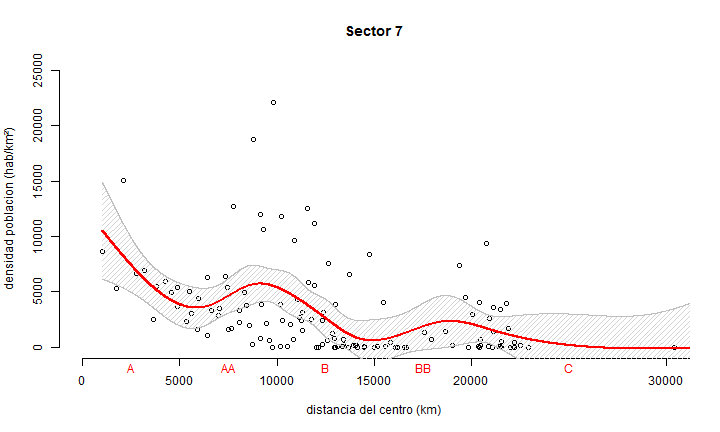 Sector 7
densidad poblacion (hab/km²)
25000
20000
15000
10000
5000
0
0 5000 10000 15000 20000 30000
A AA B BB C
distancia del centro (km)